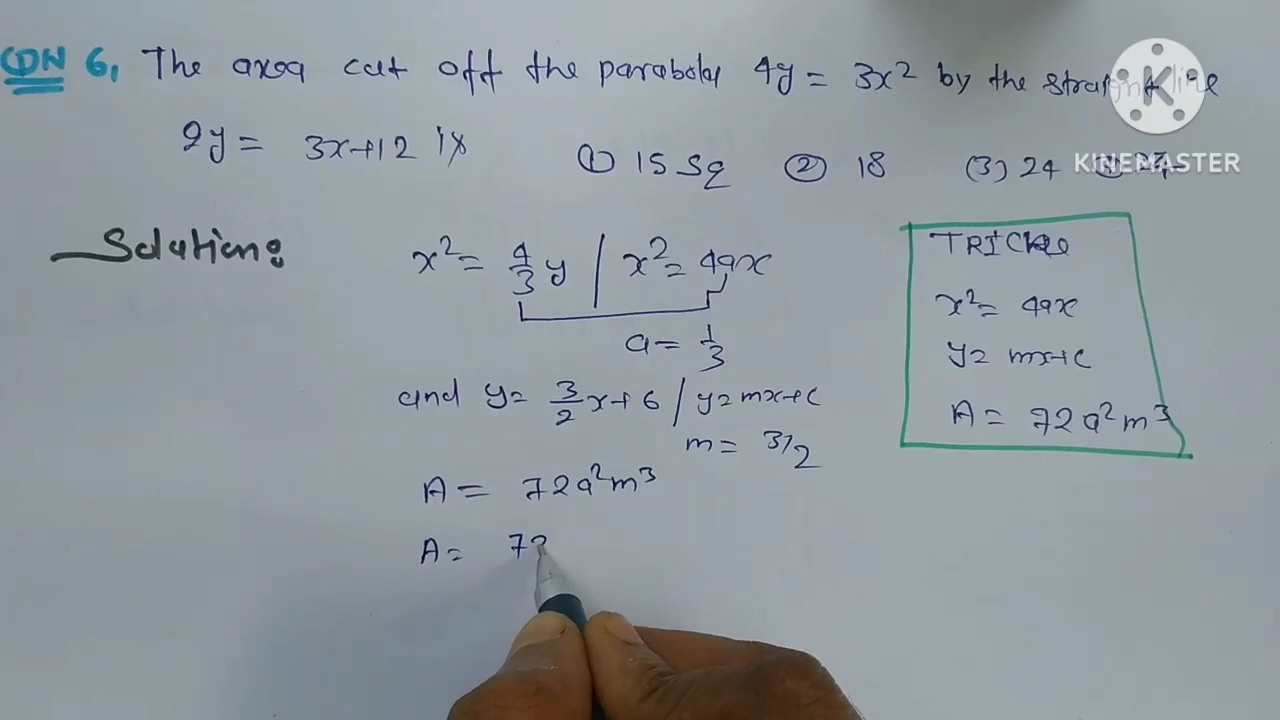 QN 6, The area cut off the parabola 4y = 3x² by the straight line
2y = 3x+12 is ① 15 Sq ② 18 (3) 24
K
KINEMASTER
Solution:
x² = 4/3 y | x² = 4ax
a = 1/3
and y = 3/2 x + 6 / y = mx+c
m = 3/2
A = 72a²m³
A = 72
TRICK
x² = 4ax
y = mx+c
A = 72a²m³